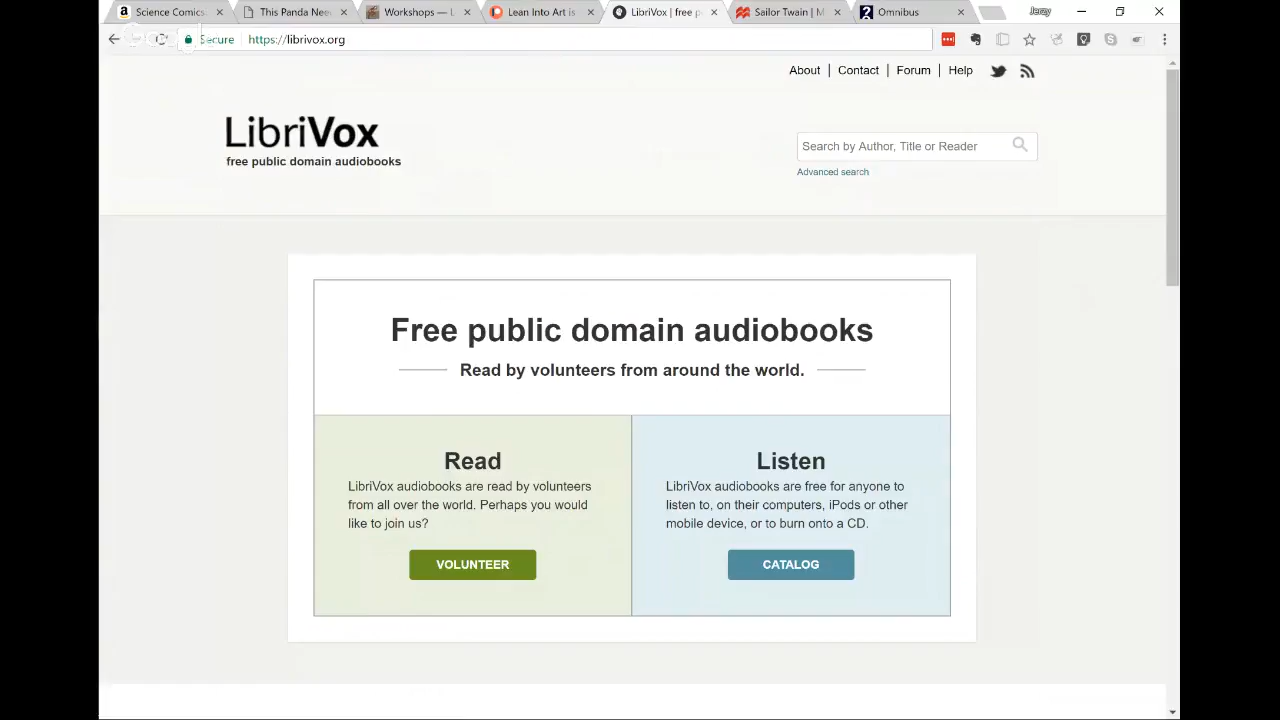 Science Comics:
This Panda Nee
Workshops — L
Lean Into Art is
LibriVox | free p
Sailor Twain | M
Omnibus
Jerzy
Secure
https://librivox.org
About | Contact | Forum | Help
LibriVox
free public domain audiobooks
Search by Author, Title or Reader
Advanced search
Free public domain audiobooks
Read by volunteers from around the world.
Read
LibriVox audiobooks are read by volunteers
from all over the world. Perhaps you would
like to join us?
VOLUNTEER
Listen
LibriVox audiobooks are free for anyone to
listen to, on their computers, iPods or other
mobile device, or to burn onto a CD.
CATALOG